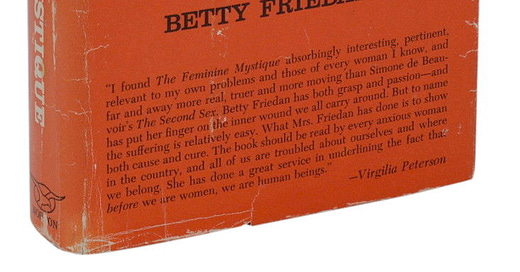 BETTY FRIEDAN
"I found The Feminine Mystique absorbingly interesting, pertinent,
relevant to my own problems and those of every woman I know, and
far and away more real, truer and more moving than Simone de Beau-
voir's The Second Sex. Betty Friedan has both grasp and passion—and
has put her finger on the inner wound we all carry around. But to name
the suffering is relatively easy. What Mrs. Friedan has done is to show
both cause and cure. The book should be read by every anxious woman
in the country, and all of us are troubled about ourselves and where
we belong. She has done a great service in underlining the fact that
before we are women, we are human beings."
—Virgilia Peterson
STIQUE
NORTON